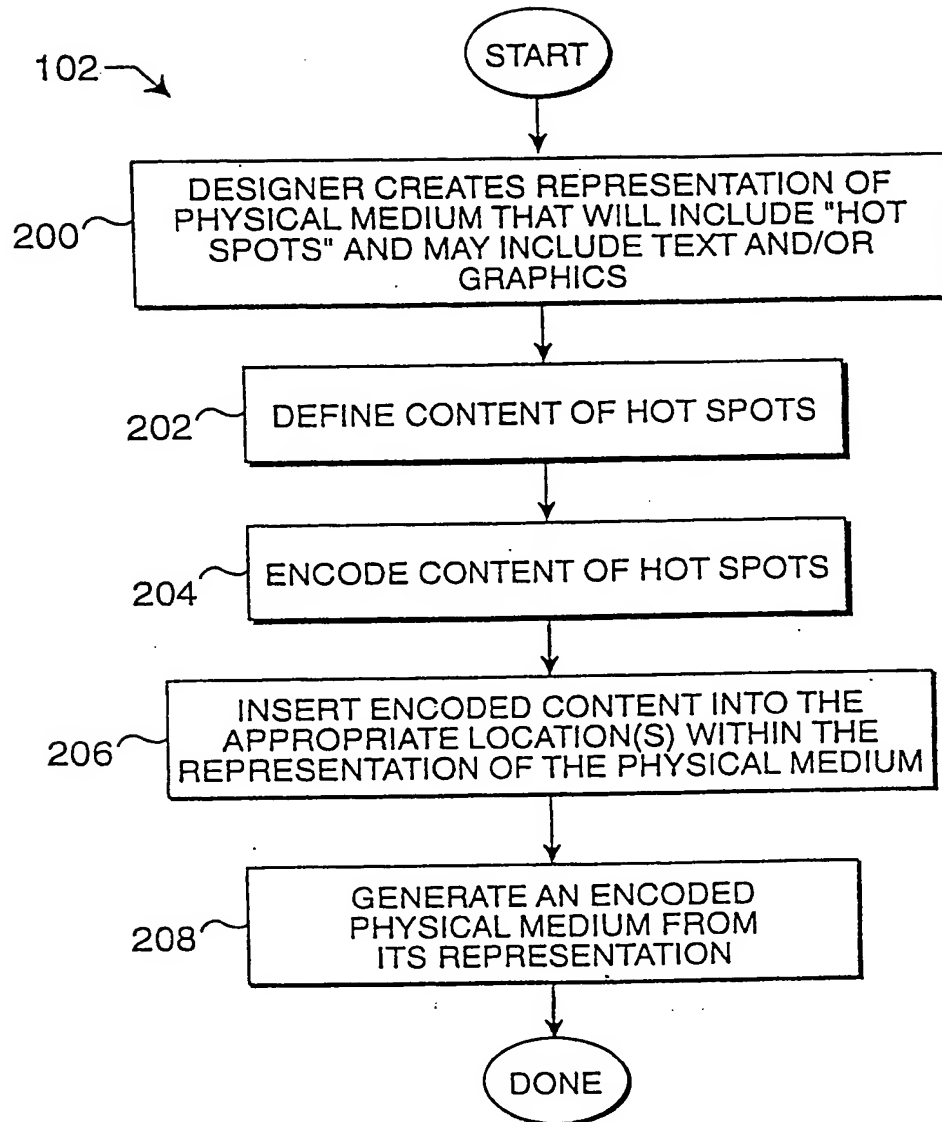 START
102
DESIGNER CREATES REPRESENTATION OF
PHYSICAL MEDIUM THAT WILL INCLUDE "HOT
SPOTS" AND MAY INCLUDE TEXT AND/OR
GRAPHICS
200
DEFINE CONTENT OF HOT SPOTS
202
ENCODE CONTENT OF HOT SPOTS
204
INSERT ENCODED CONTENT INTO THE
APPROPRIATE LOCATION(S) WITHIN THE
REPRESENTATION OF THE PHYSICAL MEDIUM
206
GENERATE AN ENCODED
PHYSICAL MEDIUM FROM
ITS REPRESENTATION
208
DONE